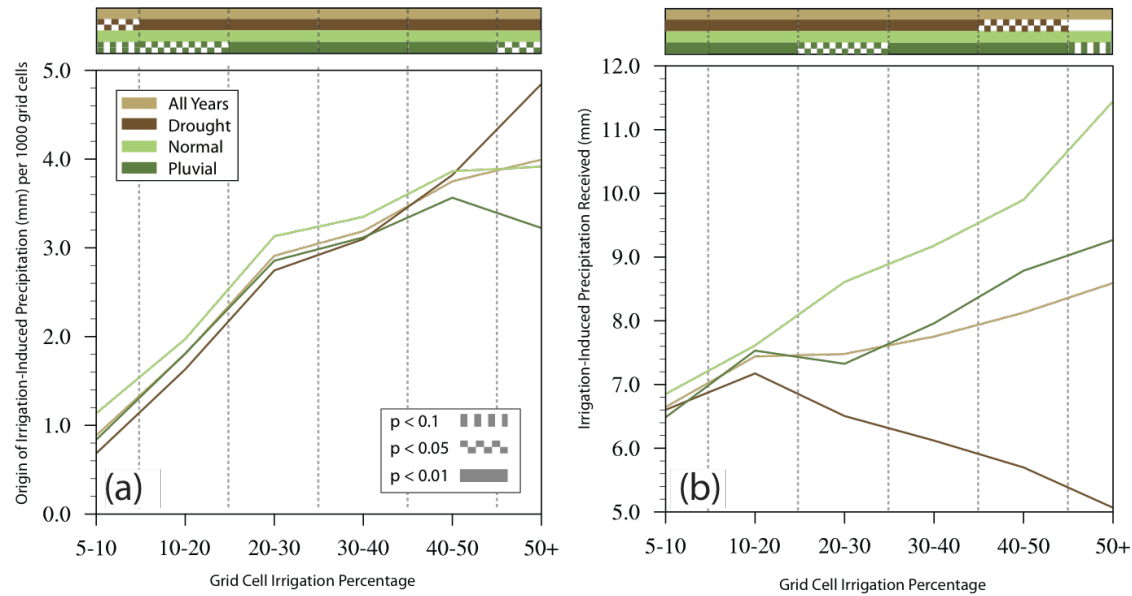 Origin of Irrigation-Induced Precipitation (mm) per 1000 grid cells
5.0
4.0
3.0
2.0
1.0
0.0
All Years
Drought
Normal
Pluvial
p < 0.1
p < 0.05
p < 0.01
(a)
5-10 10-20 20-30 30-40 40-50 50+
Grid Cell Irrigation Percentage
Irrigation-Induced Precipitation Received (mm)
12.0
11.0
10.0
9.0
8.0
7.0
6.0
5.0
(b)
5-10 10-20 20-30 30-40 40-50 50+
Grid Cell Irrigation Percentage